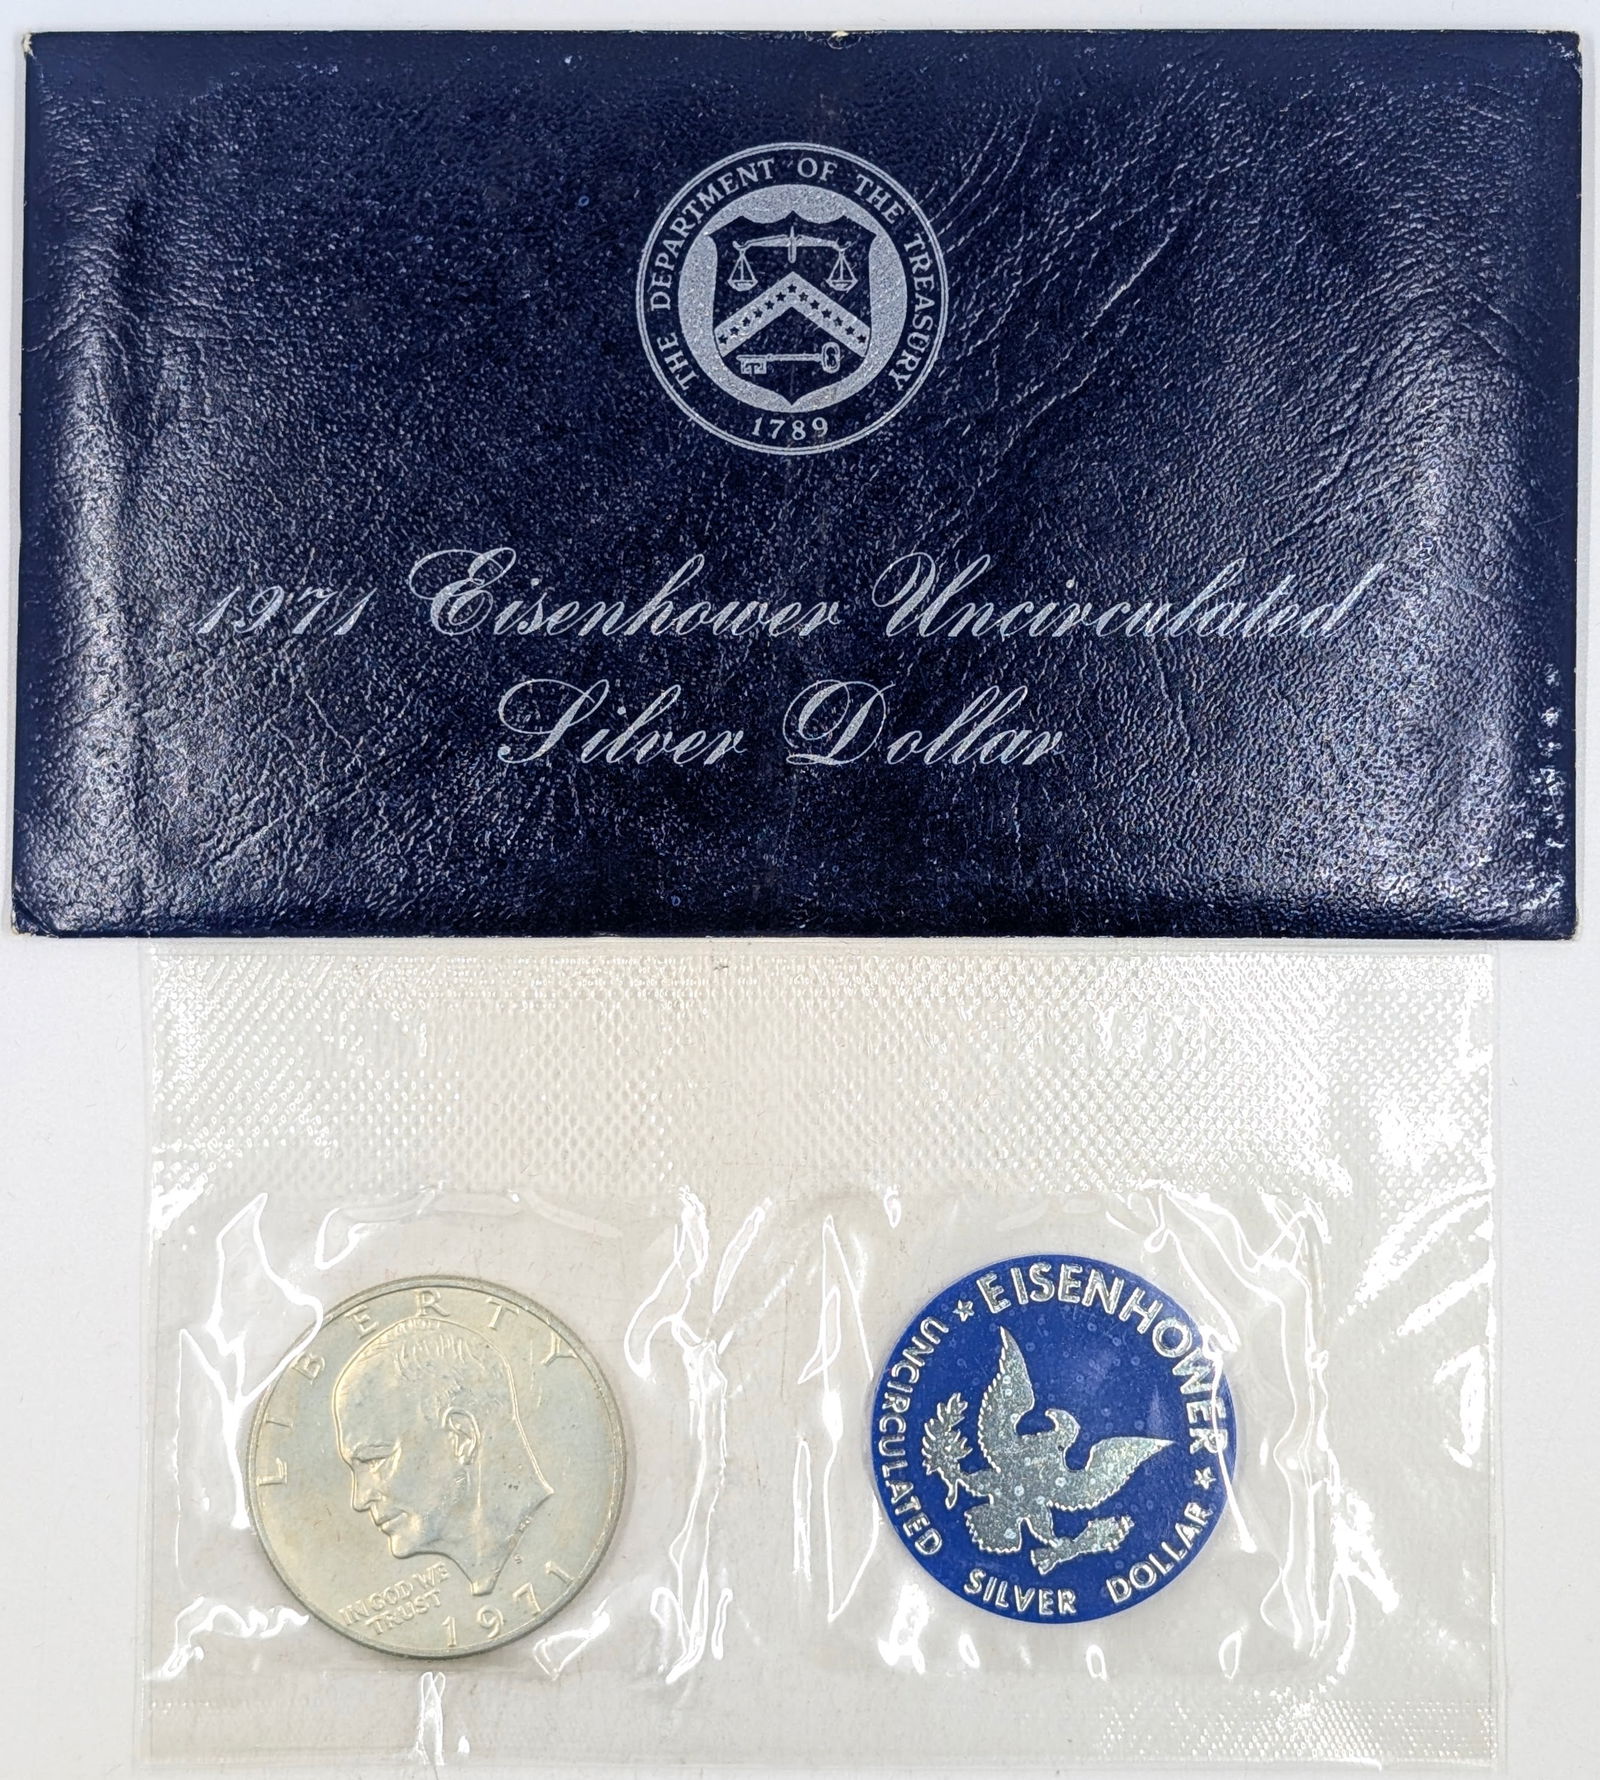 THE DEPARTMENT OF THE TREASURY
1789
1971 Eisenhower Uncirculated
Silver Dollar
LIBERTY
IN GOD WE
TRUST
S
1971
EISENHOWER
UNCIRCULATED
SILVER DOLLAR